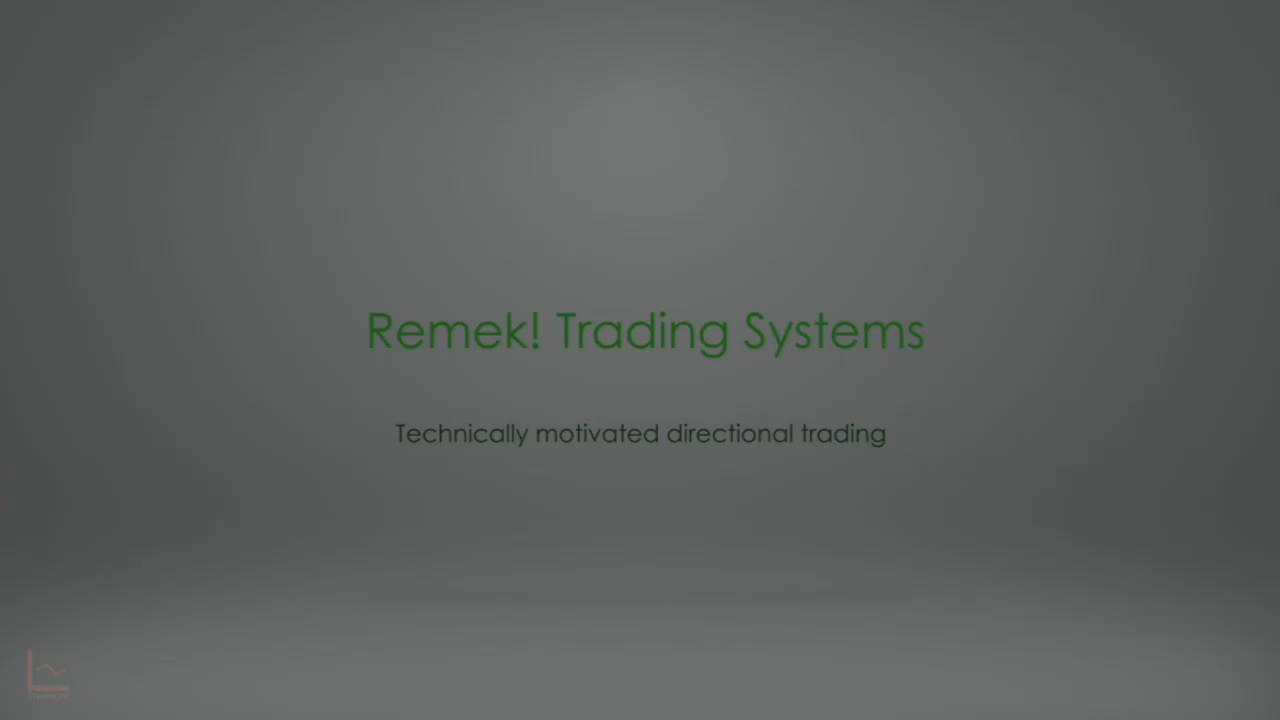 Remek! Trading Systems
Technically motivated directional trading